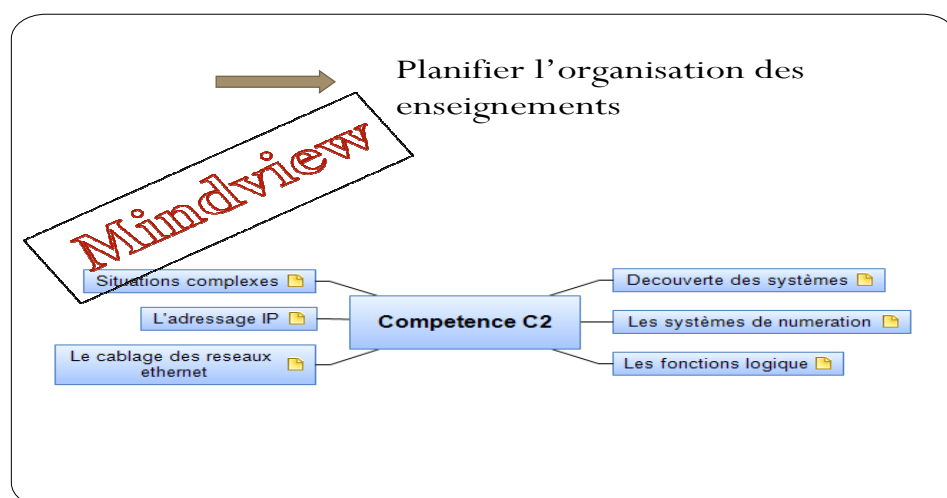 Planifier l’organisation des
enseignements
Mindview
Situations complexes
L'adressage IP
Le cablage des reseaux
ethernet
Competence C2
Decouverte des systèmes
Les systèmes de numeration
Les fonctions logique